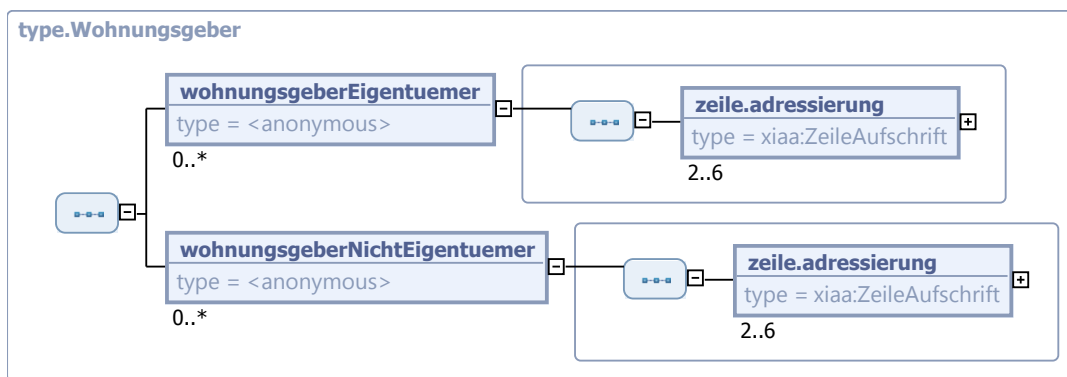 type.Wohnungsgeber
wohnungsgeberEigentuemer
type = <anonymous>
0..*
zeile.adressierung
type = xiaa:ZeileAufschrift
2..6
wohnungsgeberNichtEigentuemer
type = <anonymous>
0..*
zeile.adressierung
type = xiaa:ZeileAufschrift
2..6